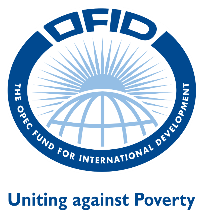 OFID
THE OPEC FUND FOR INTERNATIONAL DEVELOPMENT
Uniting against Poverty